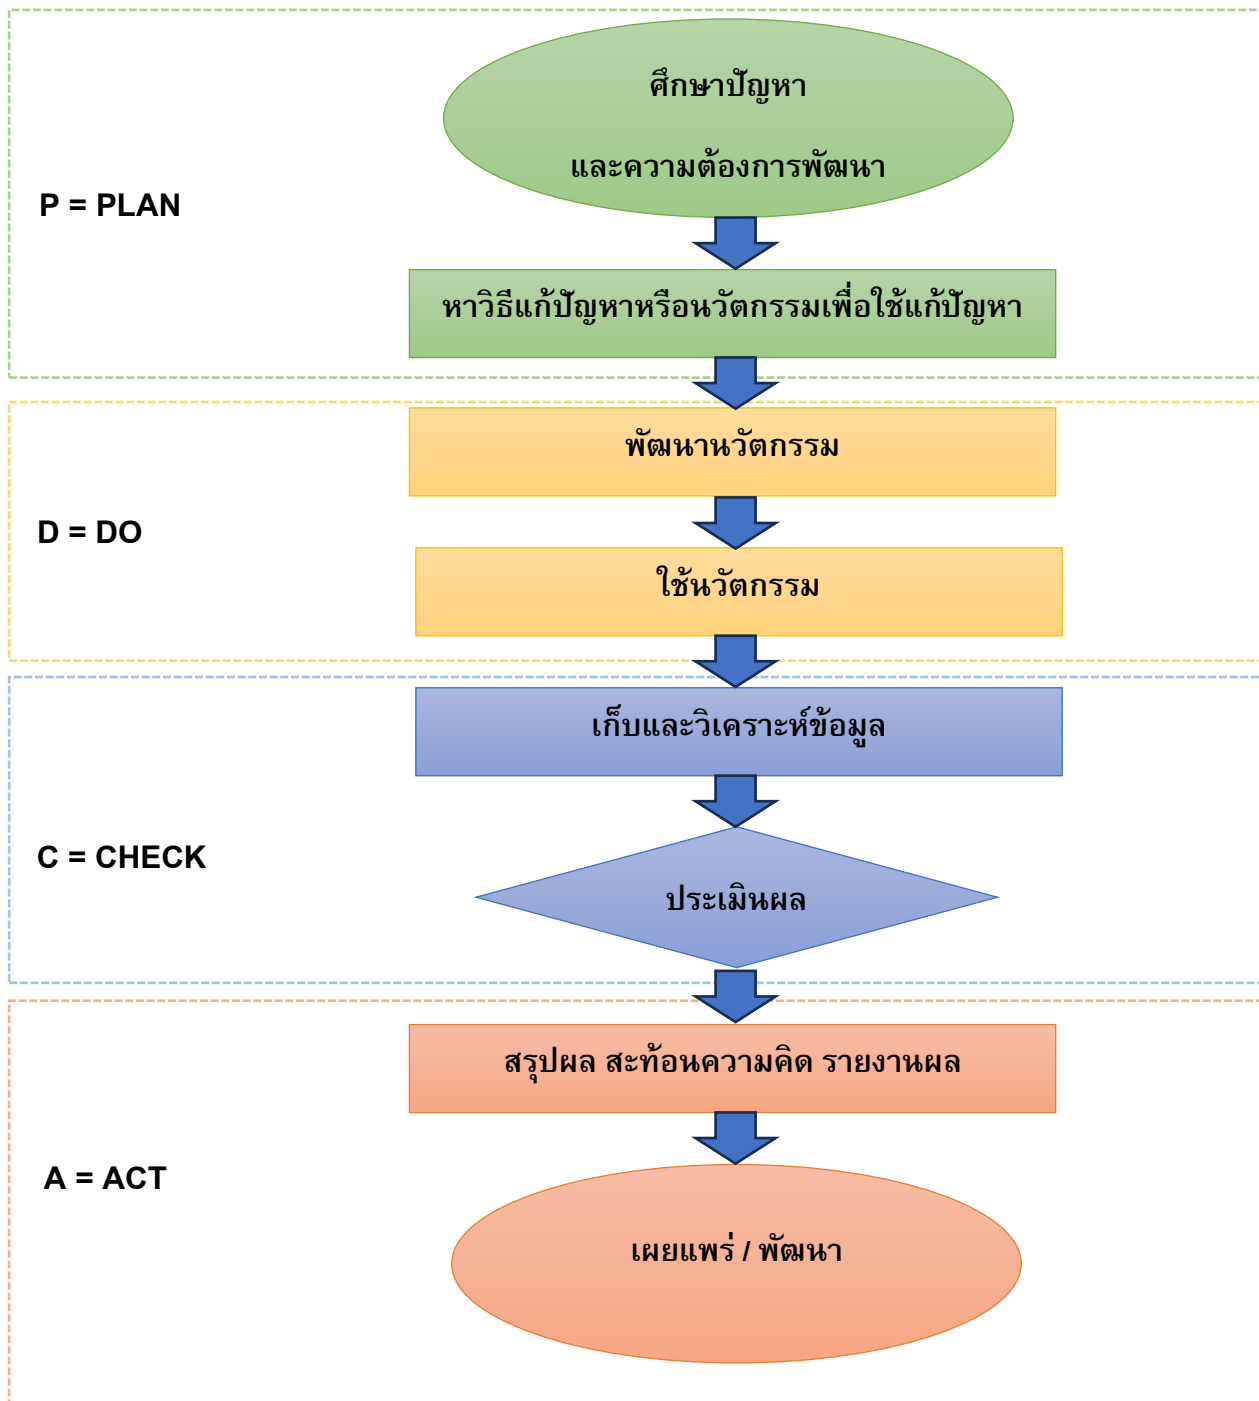 ศึกษาปัญหา
และความต้องการพัฒนา
P = PLAN
หาวิธีแก้ปัญหาหรือนวัตกรรมเพื่อใช้แก้ปัญหา
พัฒนานวัตกรรม
D = DO
ใช้นวัตกรรม
เก็บและวิเคราะห์ข้อมูล
C = CHECK
ประเมินผล
สรุปผล สะท้อนความคิด รายงานผล
A = ACT
เผยแพร่ / พัฒนา